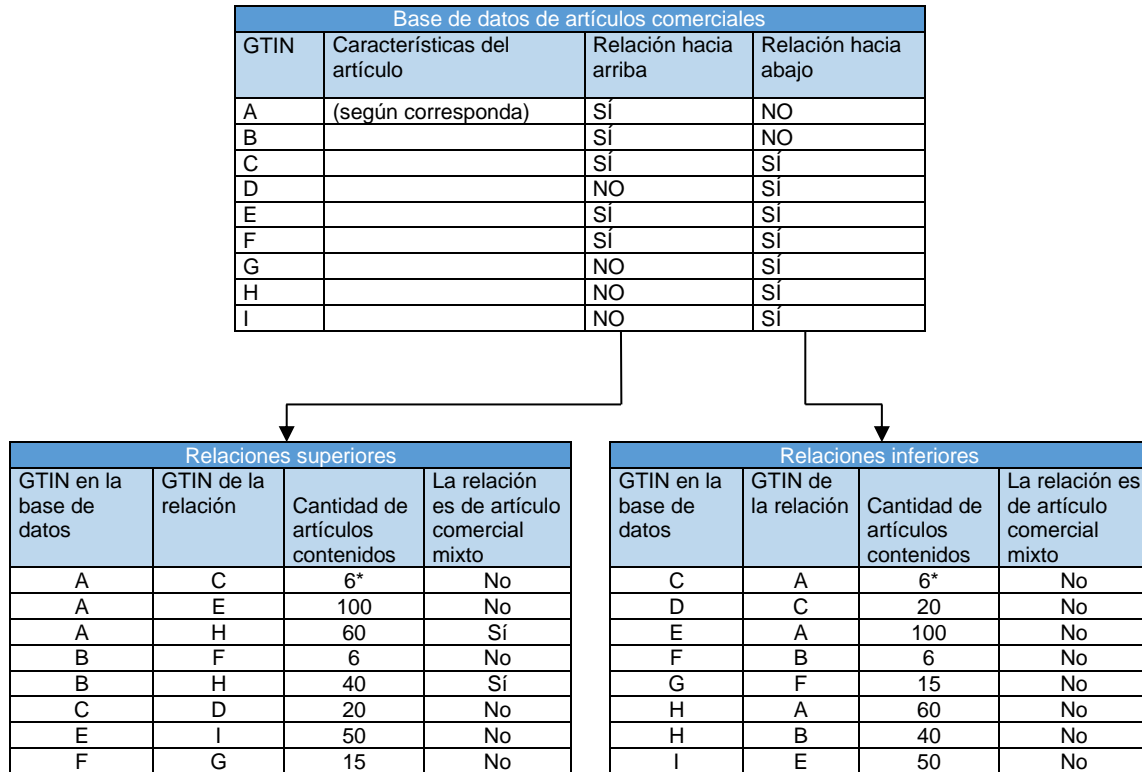 Base de datos de artículos comerciales
GTIN Características del artículo Relación hacia arriba Relación hacia abajo
A (según corresponda) SÍ NO
B SÍ NO
C SÍ SÍ
D NO SÍ
E SÍ SÍ
F SÍ SÍ
G NO SÍ
H NO SÍ
I NO SÍ
Relaciones superiores
GTIN en la base de datos GTIN de la relación Cantidad de artículos contenidos La relación es de artículo comercial mixto
A C 6* No
A E 100 No
A H 60 Sí
B F 6 No
B H 40 Sí
C D 20 No
E I 50 No
F G 15 No
Relaciones inferiores
GTIN en la base de datos GTIN de la relación Cantidad de artículos contenidos La relación es de artículo comercial mixto
C A 6* No
D C 20 No
E A 100 No
F B 6 No
G F 15 No
H A 60 No
H B 40 No
I E 50 No